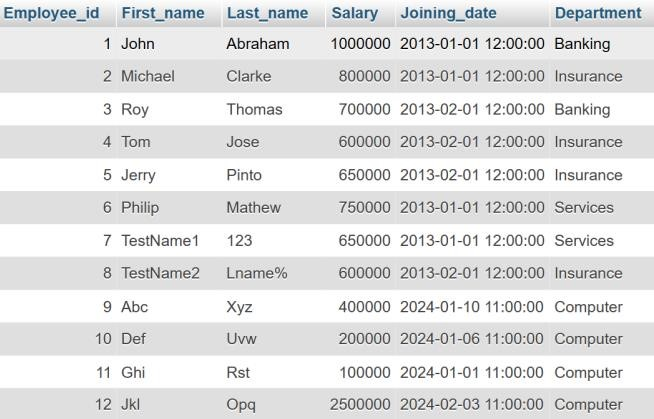 Employee_id First_name Last_name Salary Joining_date Department
1 John Abraham 1000000 2013-01-01 12:00:00 Banking
2 Michael Clarke 800000 2013-01-01 12:00:00 Insurance
3 Roy Thomas 700000 2013-02-01 12:00:00 Banking
4 Tom Jose 600000 2013-02-01 12:00:00 Insurance
5 Jerry Pinto 650000 2013-02-01 12:00:00 Insurance
6 Philip Mathew 750000 2013-01-01 12:00:00 Services
7 TestName1 123 650000 2013-01-01 12:00:00 Services
8 TestName2 Lname% 600000 2013-02-01 12:00:00 Insurance
9 Abc Xyz 400000 2024-01-10 11:00:00 Computer
10 Def Uvw 200000 2024-01-06 11:00:00 Computer
11 Ghi Rst 100000 2024-01-01 11:00:00 Computer
12 Jkl Opq 2500000 2024-02-03 11:00:00 Computer